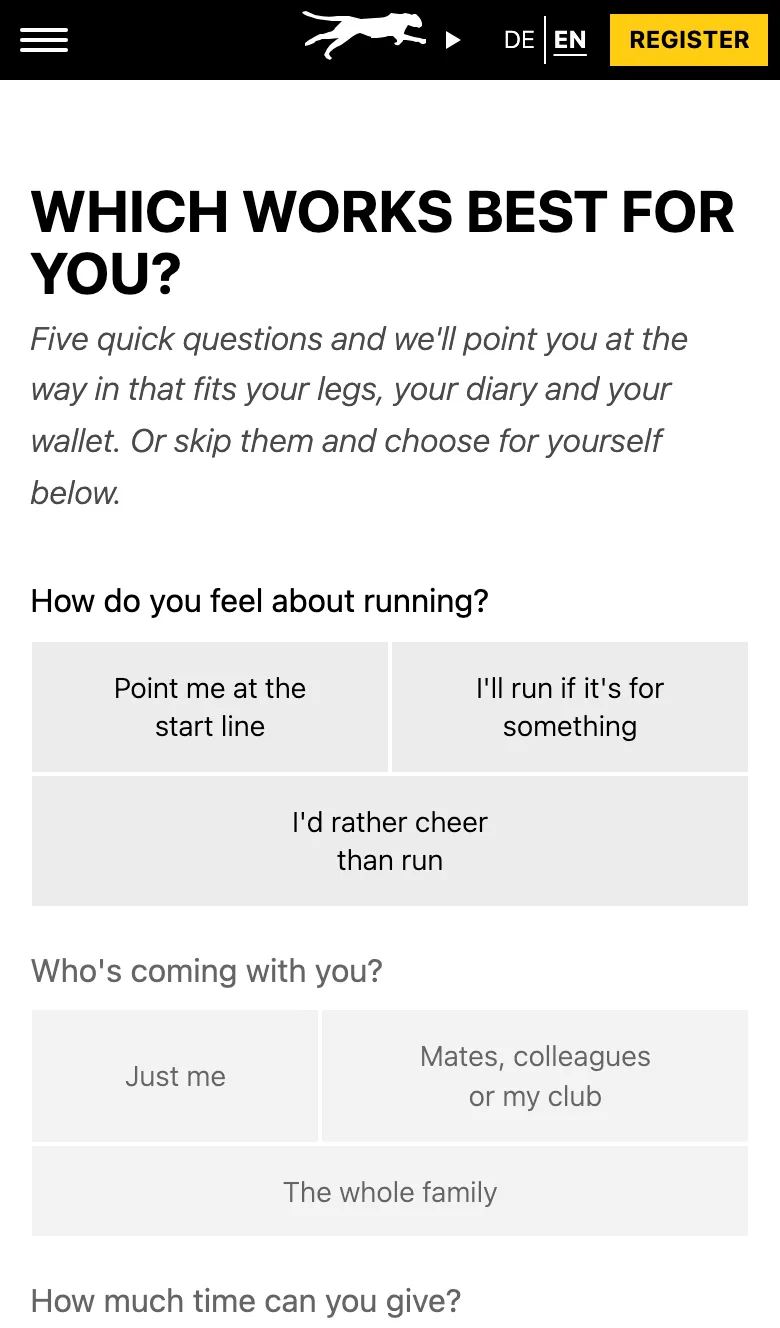 DE EN REGISTER
WHICH WORKS BEST FOR
YOU?
Five quick questions and we'll point you at the
way in that fits your legs, your diary and your
wallet. Or skip them and choose for yourself
below.
How do you feel about running?
Point me at the
start line
I'll run if it's for
something
I'd rather cheer
than run
Who's coming with you?
Just me
Mates, colleagues
or my club
The whole family
How much time can you give?